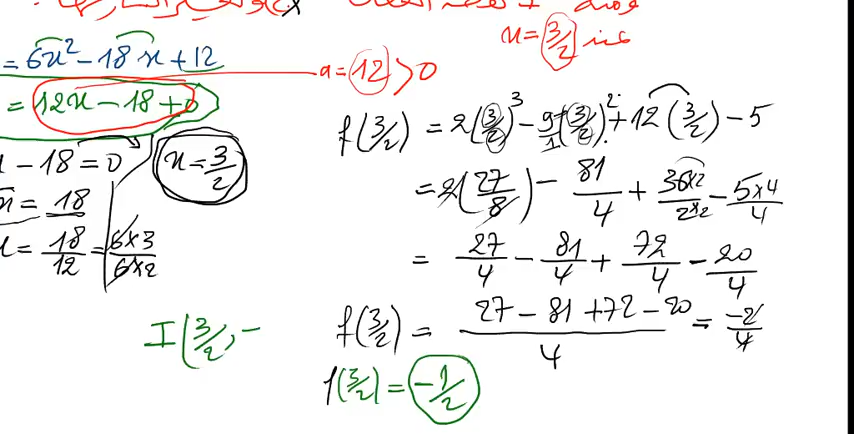 x = 3/2 عند
= 6x² − 18x + 12
a = 12 > 0
= 12x − 18 + 0
f(3/2) = 2(3/2)³ − 9/1(3/2)² + 12(3/2) − 5
x − 18 = 0
x = 3/2
= 2(27/8) − 81/4 + 36×2/2×2 − 5×4/4
x = 18
x = 18/12 = 6×3/6×2
= 27/4 − 81/4 + 72/4 − 20/4
I(3/2, −
f(3/2) = 27 − 81 + 72 − 20/4 = −2/4
f(3/2) = −1/2